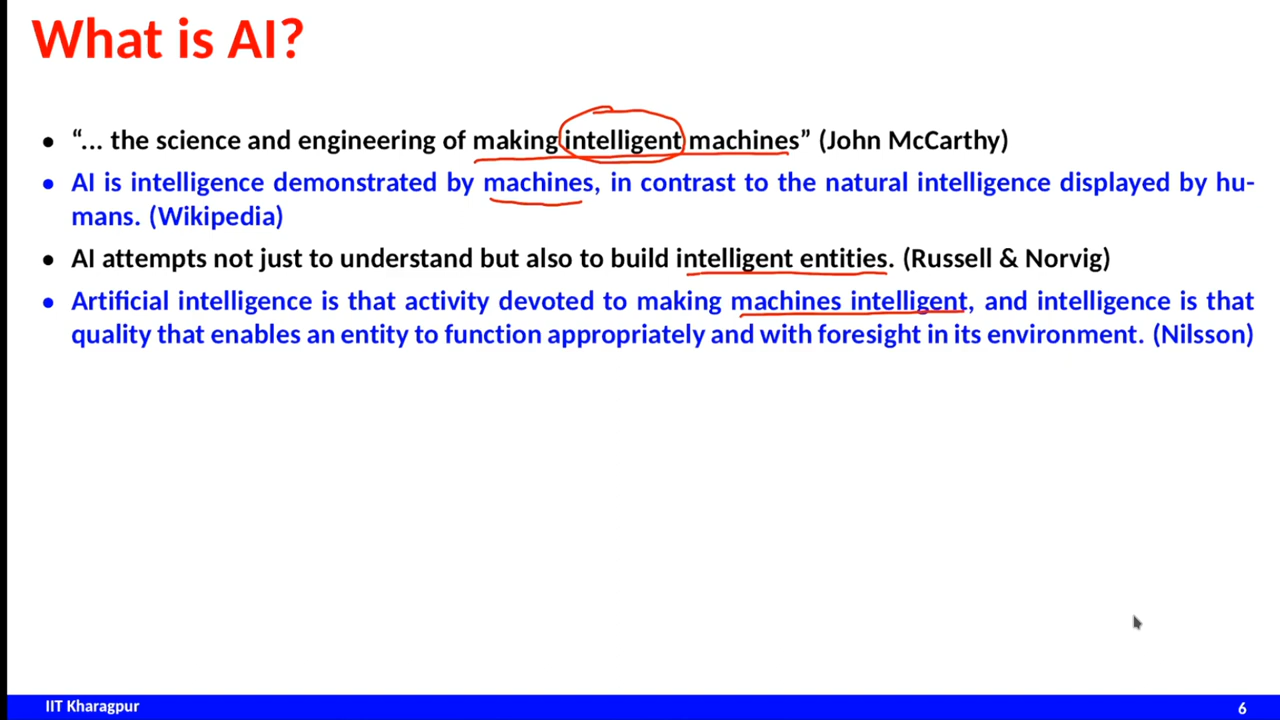 What is AI?
• “... the science and engineering of making intelligent machines” (John McCarthy)
• AI is intelligence demonstrated by machines, in contrast to the natural intelligence displayed by hu-
mans. (Wikipedia)
• AI attempts not just to understand but also to build intelligent entities. (Russell & Norvig)
• Artificial intelligence is that activity devoted to making machines intelligent, and intelligence is that
quality that enables an entity to function appropriately and with foresight in its environment. (Nilsson)
IIT Kharagpur
6